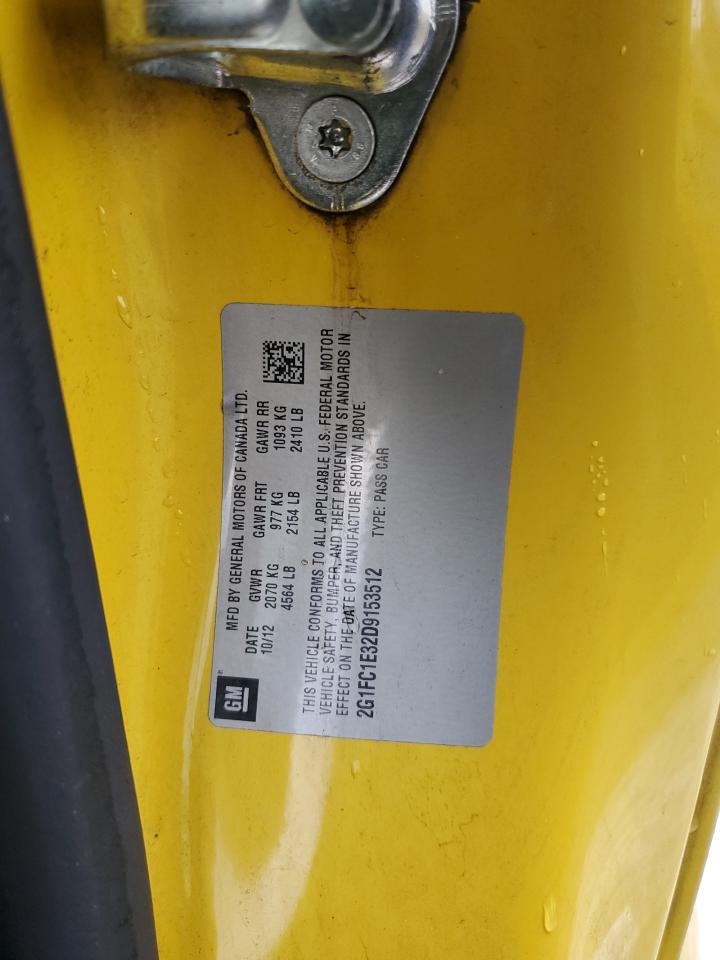 GM
MFD BY GENERAL MOTORS OF CANADA LTD.
DATE GVWR GAWR FRT GAWR RR
10/12 2070 KG 977 KG 1093 KG
4564 LB 2154 LB 2410 LB
THIS VEHICLE CONFORMS TO ALL APPLICABLE U.S. FEDERAL MOTOR
VEHICLE SAFETY, BUMPER, AND THEFT PREVENTION STANDARDS IN
EFFECT ON THE DATE OF MANUFACTURE SHOWN ABOVE.
2G1FC1E32D9153512 TYPE: PASS CAR